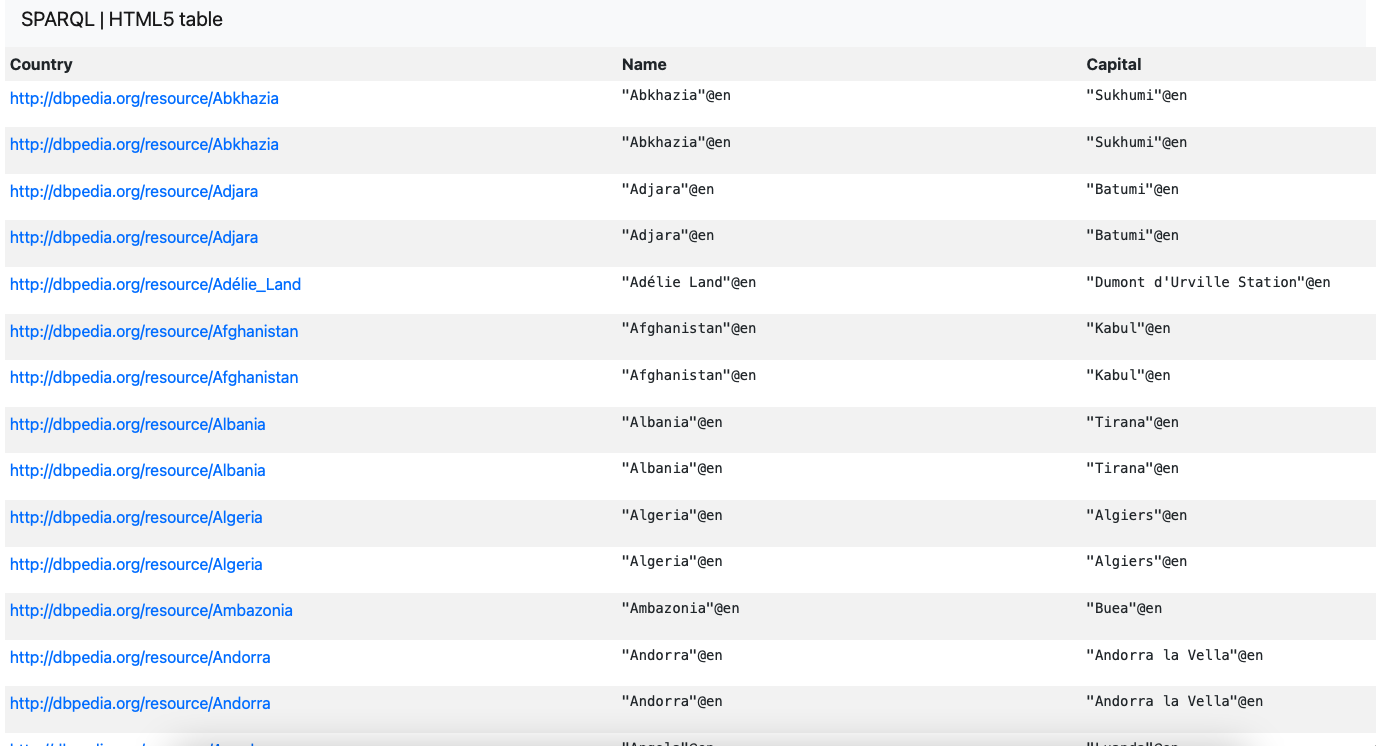 SPARQL | HTML5 table
Country Name Capital
http://dbpedia.org/resource/Abkhazia "Abkhazia"@en "Sukhumi"@en
http://dbpedia.org/resource/Abkhazia "Abkhazia"@en "Sukhumi"@en
http://dbpedia.org/resource/Adjara "Adjara"@en "Batumi"@en
http://dbpedia.org/resource/Adjara "Adjara"@en "Batumi"@en
http://dbpedia.org/resource/Adélie_Land "Adélie Land"@en "Dumont d'Urville Station"@en
http://dbpedia.org/resource/Afghanistan "Afghanistan"@en "Kabul"@en
http://dbpedia.org/resource/Afghanistan "Afghanistan"@en "Kabul"@en
http://dbpedia.org/resource/Albania "Albania"@en "Tirana"@en
http://dbpedia.org/resource/Albania "Albania"@en "Tirana"@en
http://dbpedia.org/resource/Algeria "Algeria"@en "Algiers"@en
http://dbpedia.org/resource/Algeria "Algeria"@en "Algiers"@en
http://dbpedia.org/resource/Ambazonia "Ambazonia"@en "Buea"@en
http://dbpedia.org/resource/Andorra "Andorra"@en "Andorra la Vella"@en
http://dbpedia.org/resource/Andorra "Andorra"@en "Andorra la Vella"@en